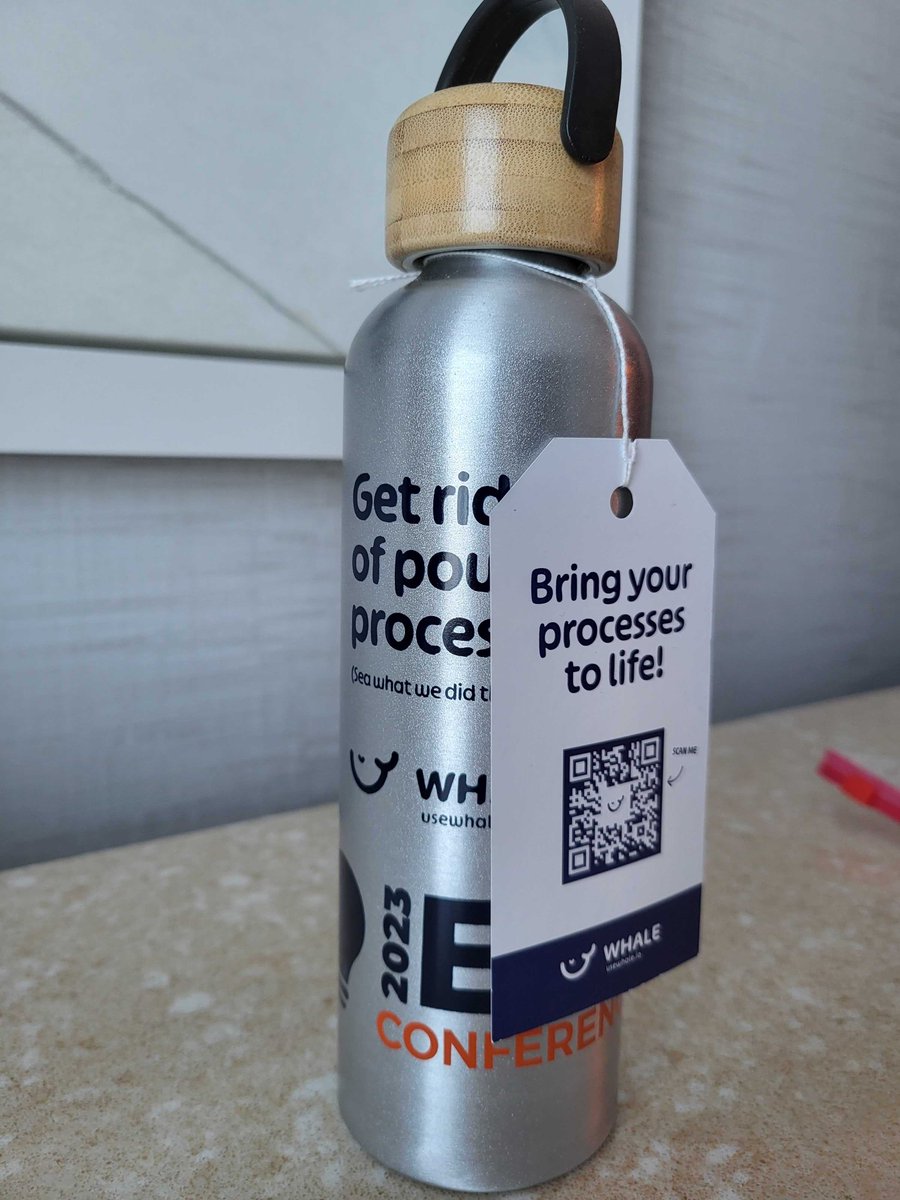 Get rid
of pou
proces
(Sea what we did t
WH
usewhal
2023
E
CONFEREN
Bring your
processes
to life!
SCAN ME
WHALE
usewhale.io